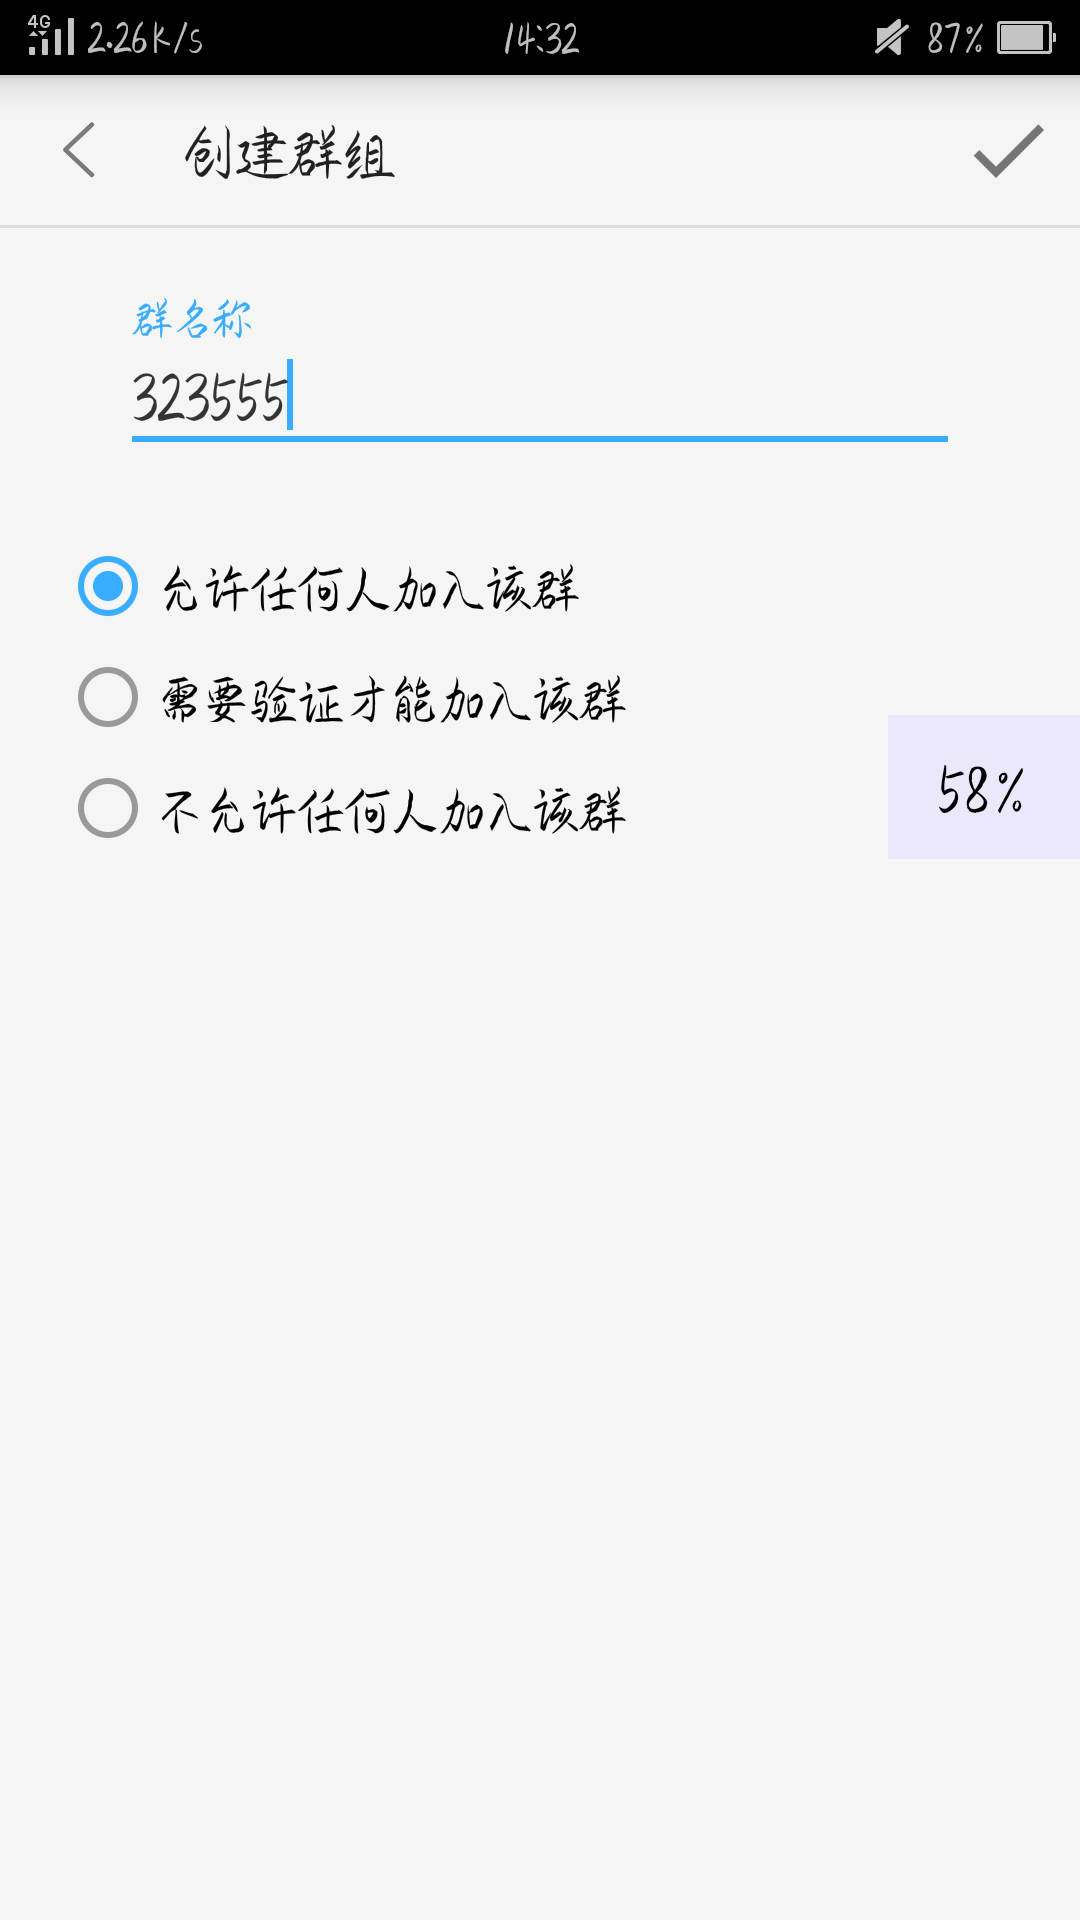 4G 2.26K/s 14:32 87%
创建群组
群名称
323555
允许任何人加入该群
需要验证才能加入该群
58%
不允许任何人加入该群